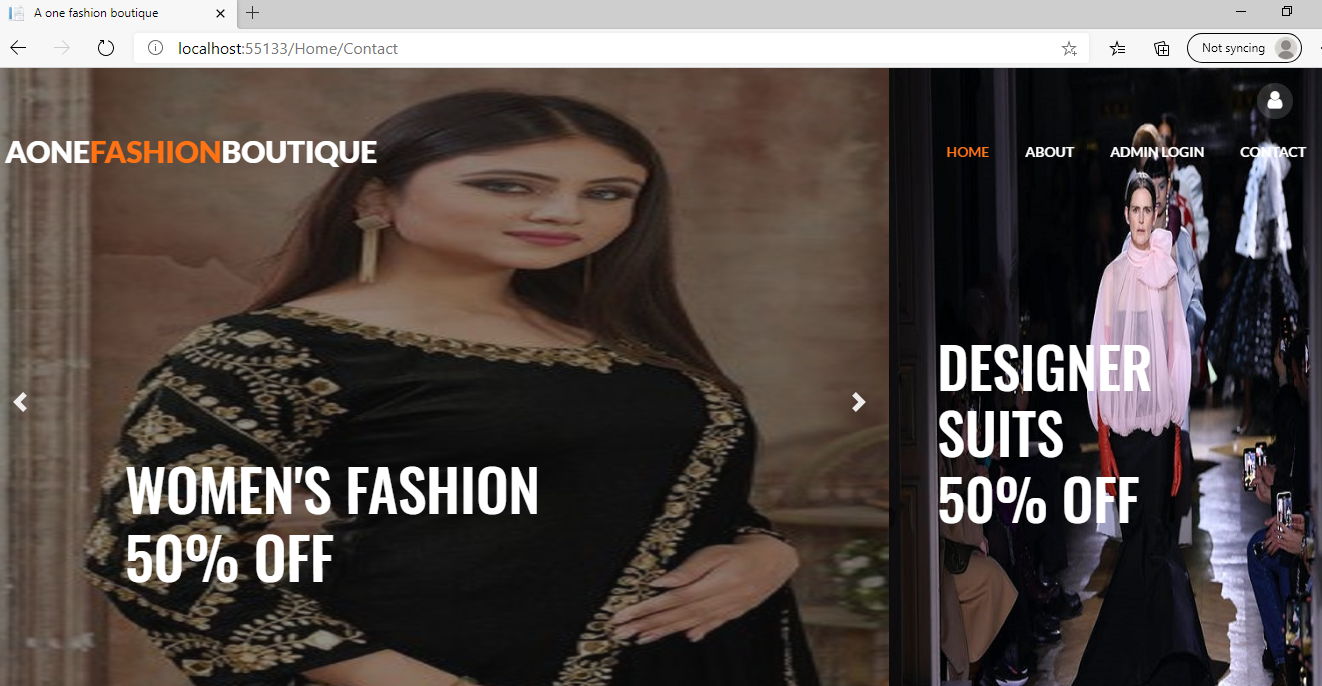 A one fashion boutique
localhost:55133/Home/Contact
Not syncing
AONEFASHIONBOUTIQUE
HOME ABOUT ADMIN LOGIN CONTACT
WOMEN'S FASHION
50% OFF
DESIGNER
SUITS
50% OFF